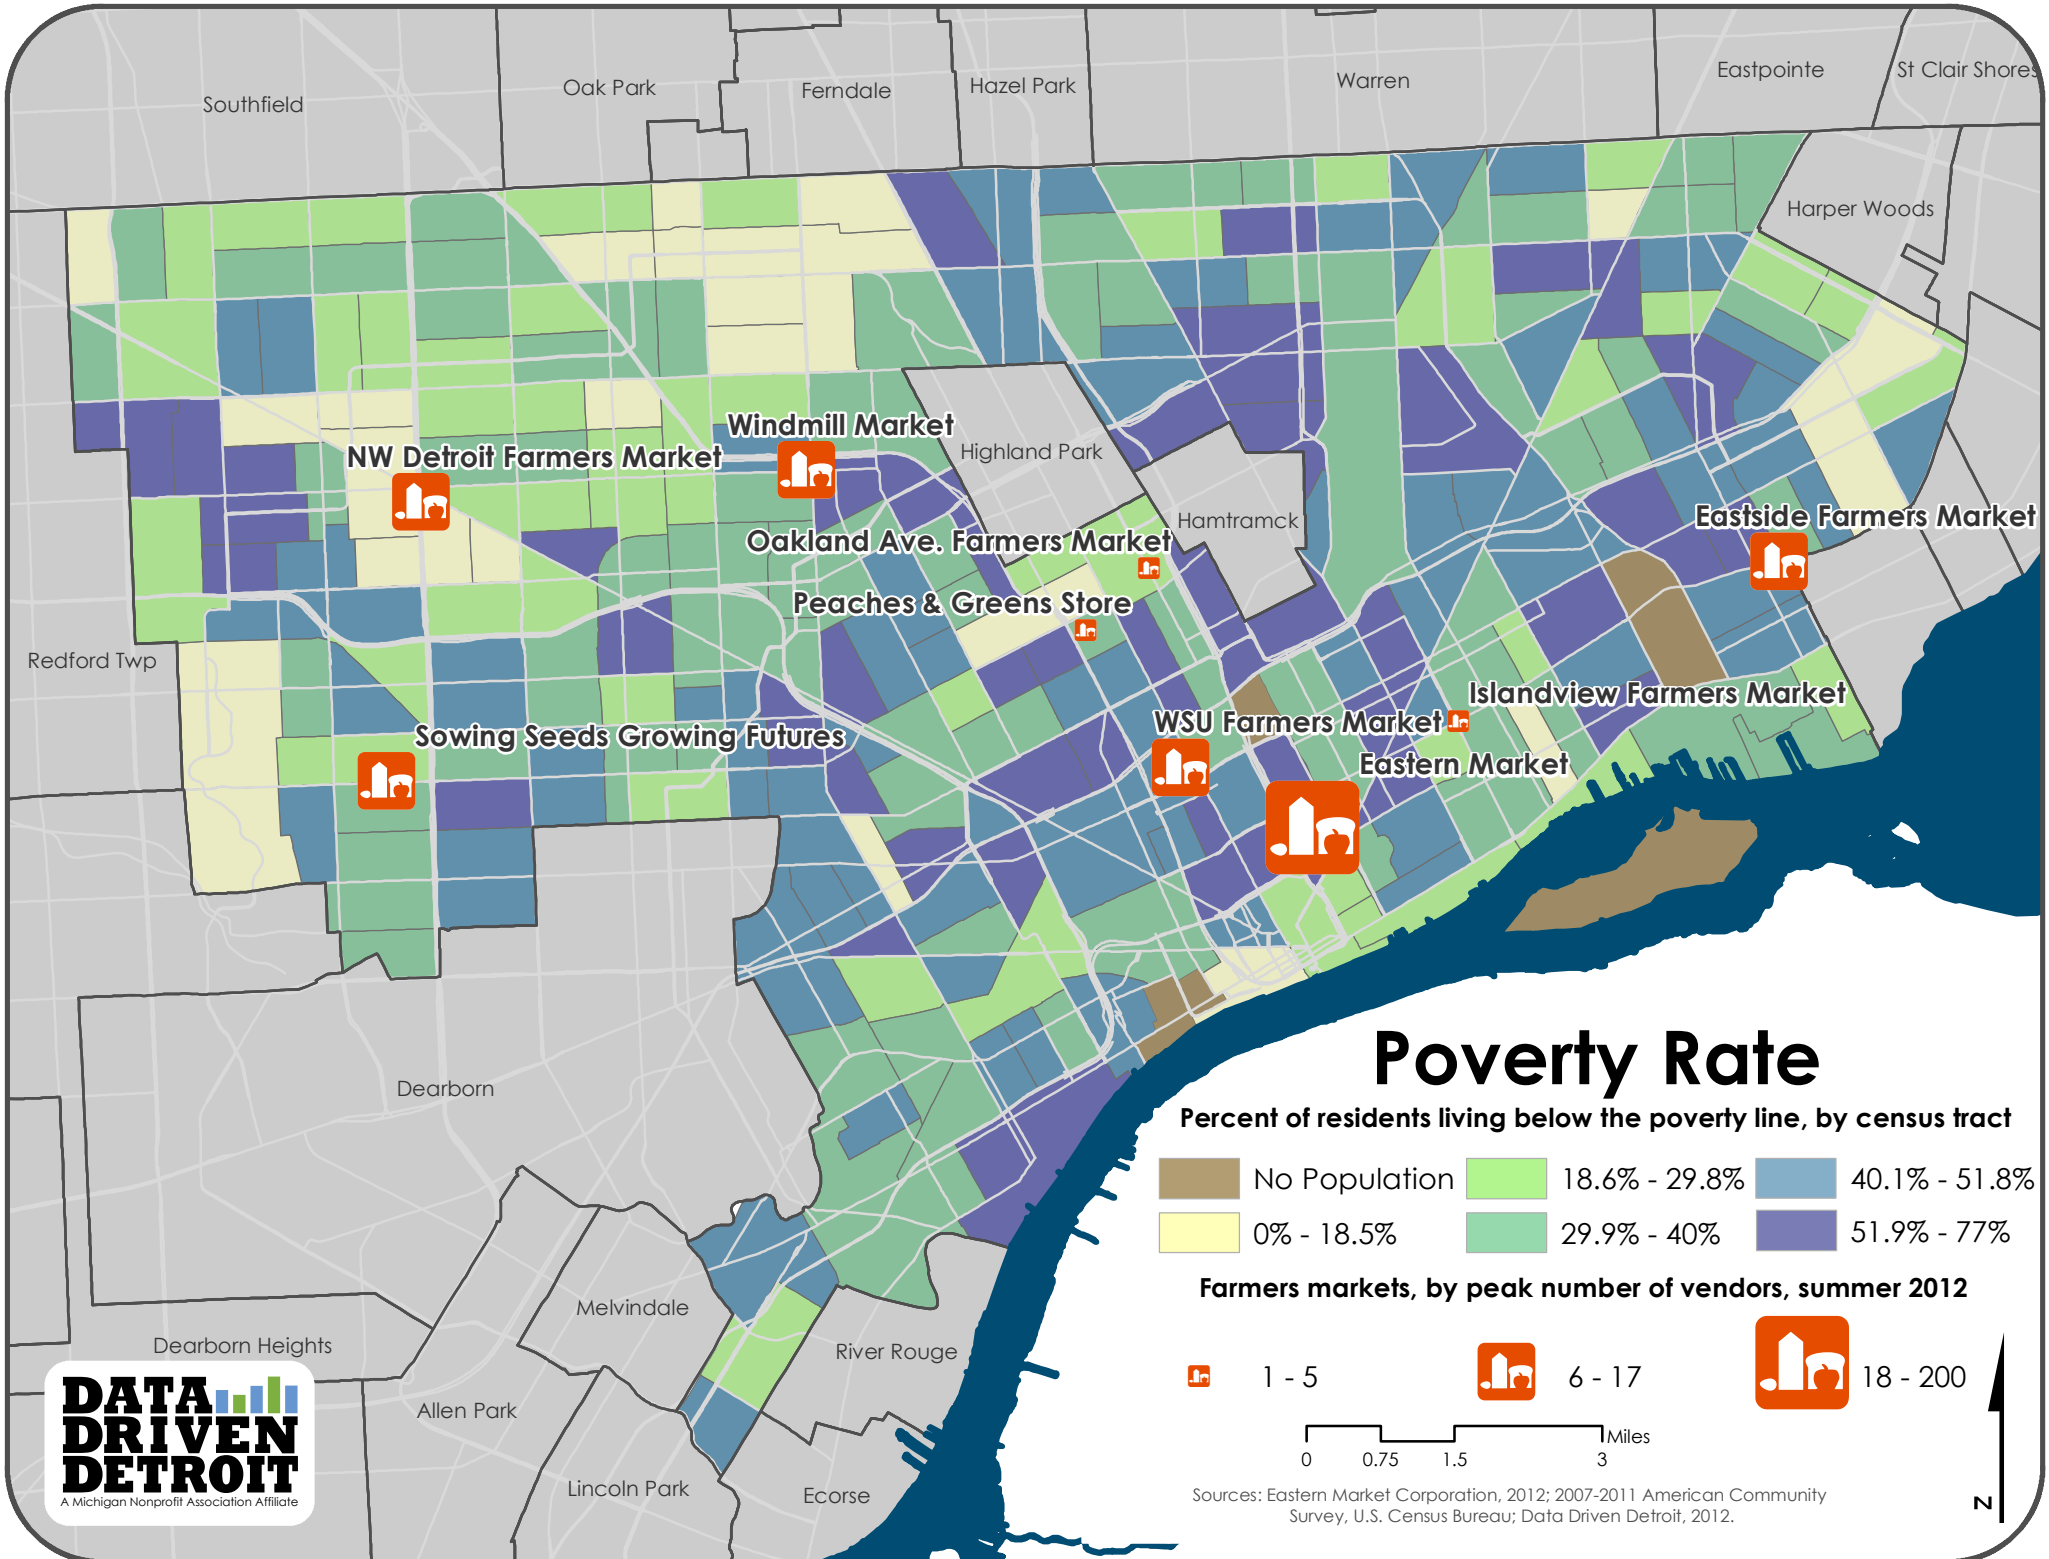 Southfield
Oak Park
Ferndale
Hazel Park
Warren
Eastpointe
St Clair Shores
Harper Woods
Windmill Market
Highland Park
NW Detroit Farmers Market
Hamtramck
Eastside Farmers Market
Oakland Ave. Farmers Market
Peaches & Greens Store
Redford Twp
Islandview Farmers Market
WSU Farmers Market
Sowing Seeds Growing Futures
Eastern Market
Dearborn
Melvindale
Dearborn Heights
River Rouge
Allen Park
Lincoln Park
Ecorse
Poverty Rate
Percent of residents living below the poverty line, by census tract
No Population
18.6% - 29.8%
40.1% - 51.8%
0% - 18.5%
29.9% - 40%
51.9% - 77%
Farmers markets, by peak number of vendors, summer 2012
1 - 5
6 - 17
18 - 200
Miles
0
0.75
1.5
3
N
Sources: Eastern Market Corporation, 2012; 2007-2011 American Community
Survey, U.S. Census Bureau; Data Driven Detroit, 2012.
DATA
DRIVEN
DETROIT
A Michigan Nonprofit Association Affiliate